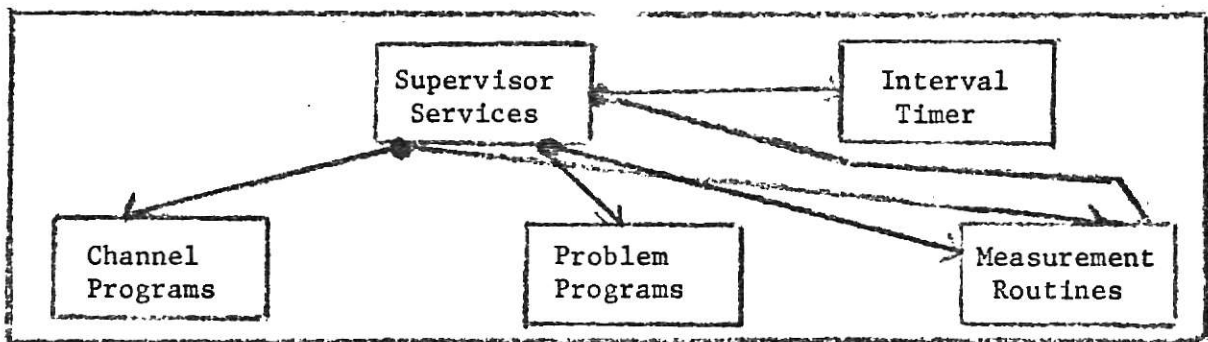 Supervisor
Services
Interval
Timer
Channel
Programs
Problem
Programs
Measurement
Routines